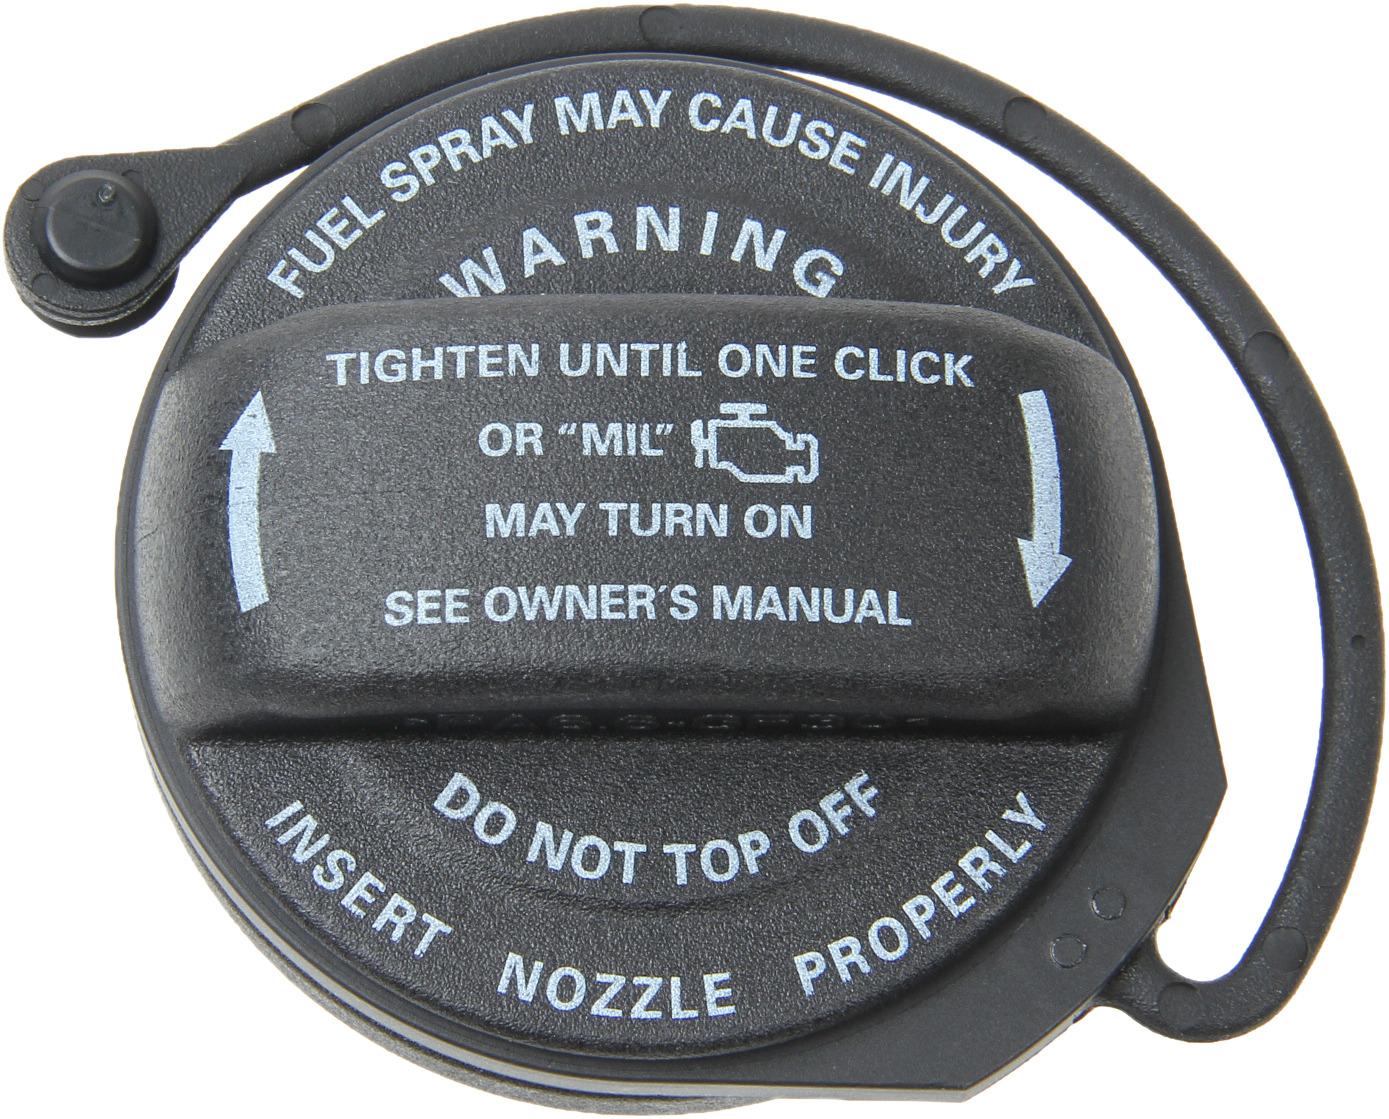 FUEL SPRAY MAY CAUSE INJURY
WARNING
TIGHTEN UNTIL ONE CLICK
OR “MIL”
MAY TURN ON
SEE OWNER'S MANUAL
DO NOT TOP OFF
INSERT NOZZLE PROPERLY